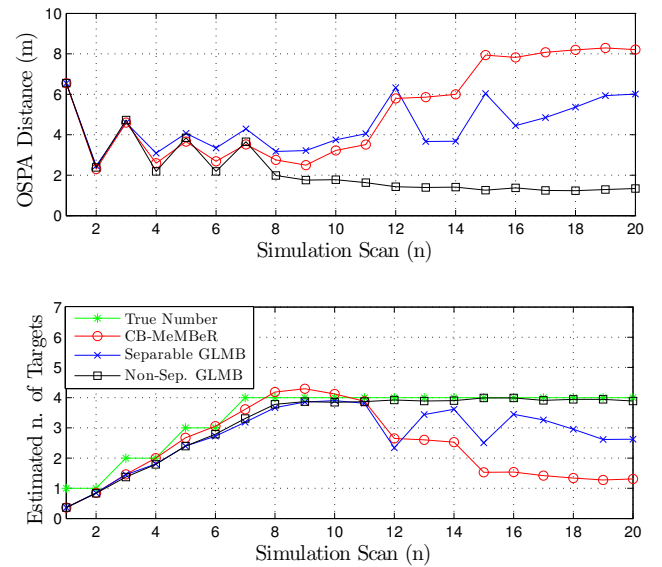 OSPA Distance (m)
10
8
6
4
2
0
2 4 6 8 10 12 14 16 18 20
Simulation Scan (n)
Estimated n. of Targets
7
6
5
4
3
2
1
0
True Number
CB-MeMBeR
Separable GLMB
Non-Sep. GLMB
2 4 6 8 10 12 14 16 18 20
Simulation Scan (n)